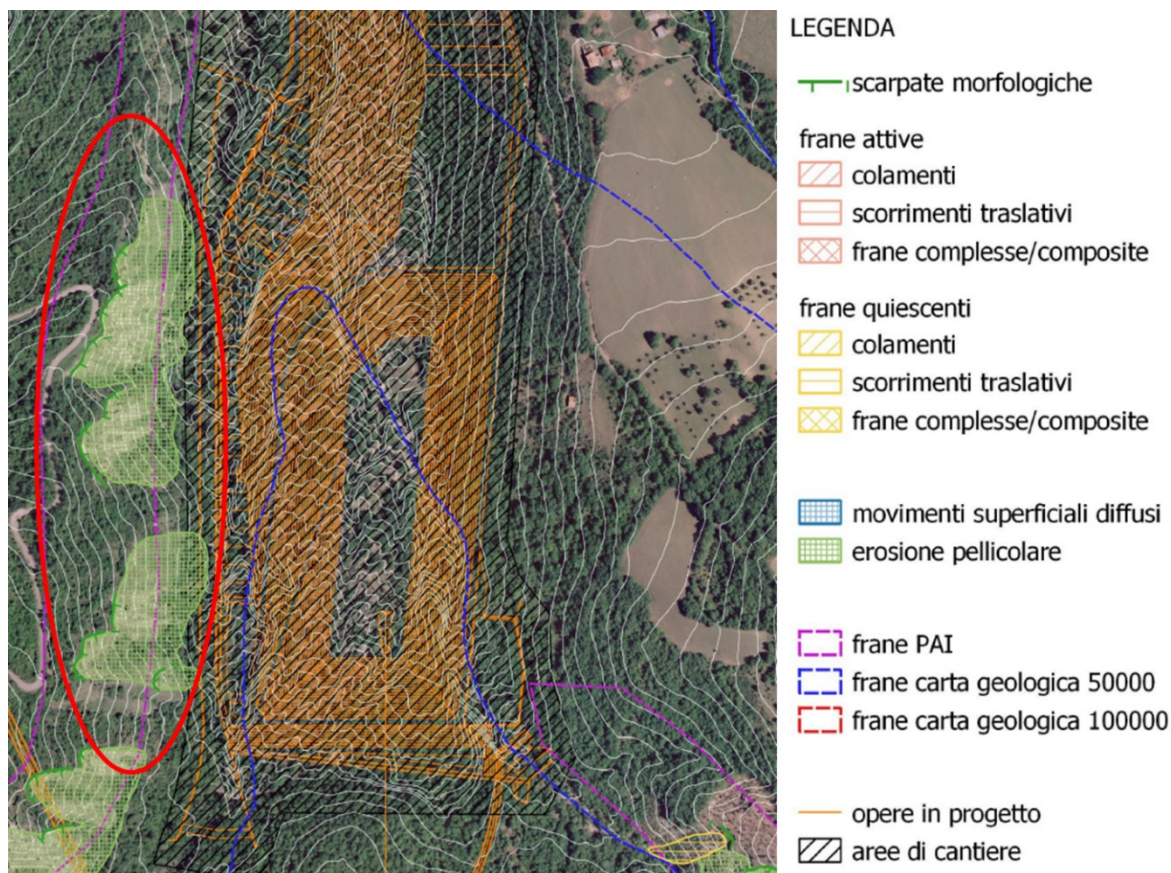 LEGENDA
scarpate morfologiche
frane attive
colamenti
scorrimenti traslativi
frane complesse/composite
frane quiescenti
colamenti
scorrimenti traslativi
frane complesse/composite
movimenti superficiali diffusi
erosione pellicolare
frane PAI
frane carta geologica 50000
frane carta geologica 100000
opere in progetto
aree di cantiere